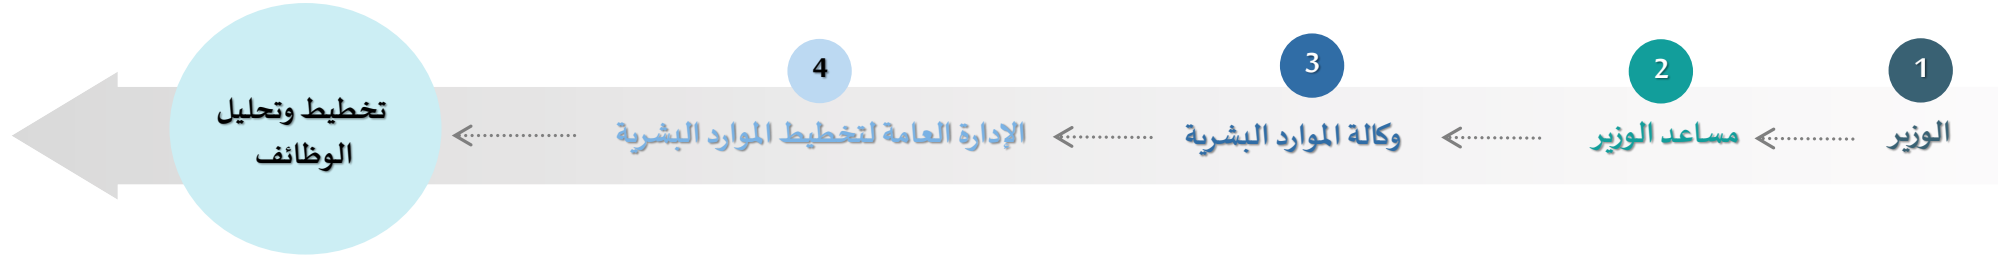 1
الوزير
2
مساعد الوزير
3
وكالة الموارد البشرية
4
الإدارة العامة لتخطيط الموارد البشرية
تخطيط وتحليل
الوظائف